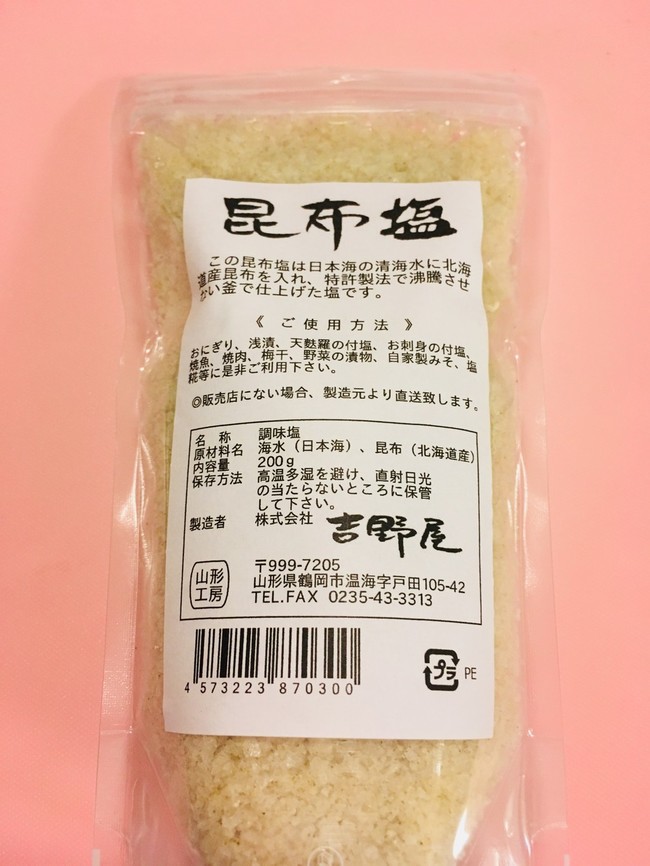 昆布塩
この昆布塩は日本海の清海水に北海
道産昆布を入れ、特許製法で沸騰させ
ない釜で仕上げた塩です。
《 ご使用方法 》
おにぎり、浅漬、天麩羅の付塩、お刺身の付塩、
焼魚、焼肉、梅干、野菜の漬物、自家製みそ、塩
糀等に是非ご利用下さい。
◎販売店にない場合、製造元より直送致します。
名 称 調味塩
原材料名 海水（日本海）、昆布（北海道産）
内容量 200g
保存方法 高温多湿を避け、直射日光
の当たらないところに保管
して下さい。
製造者 株式会社 吉野屋
〒999-7205
山形県鶴岡市温海字戸田105-42
TEL.FAX 0235-43-3313
山形
工房
4 573223 870300
プラ PE